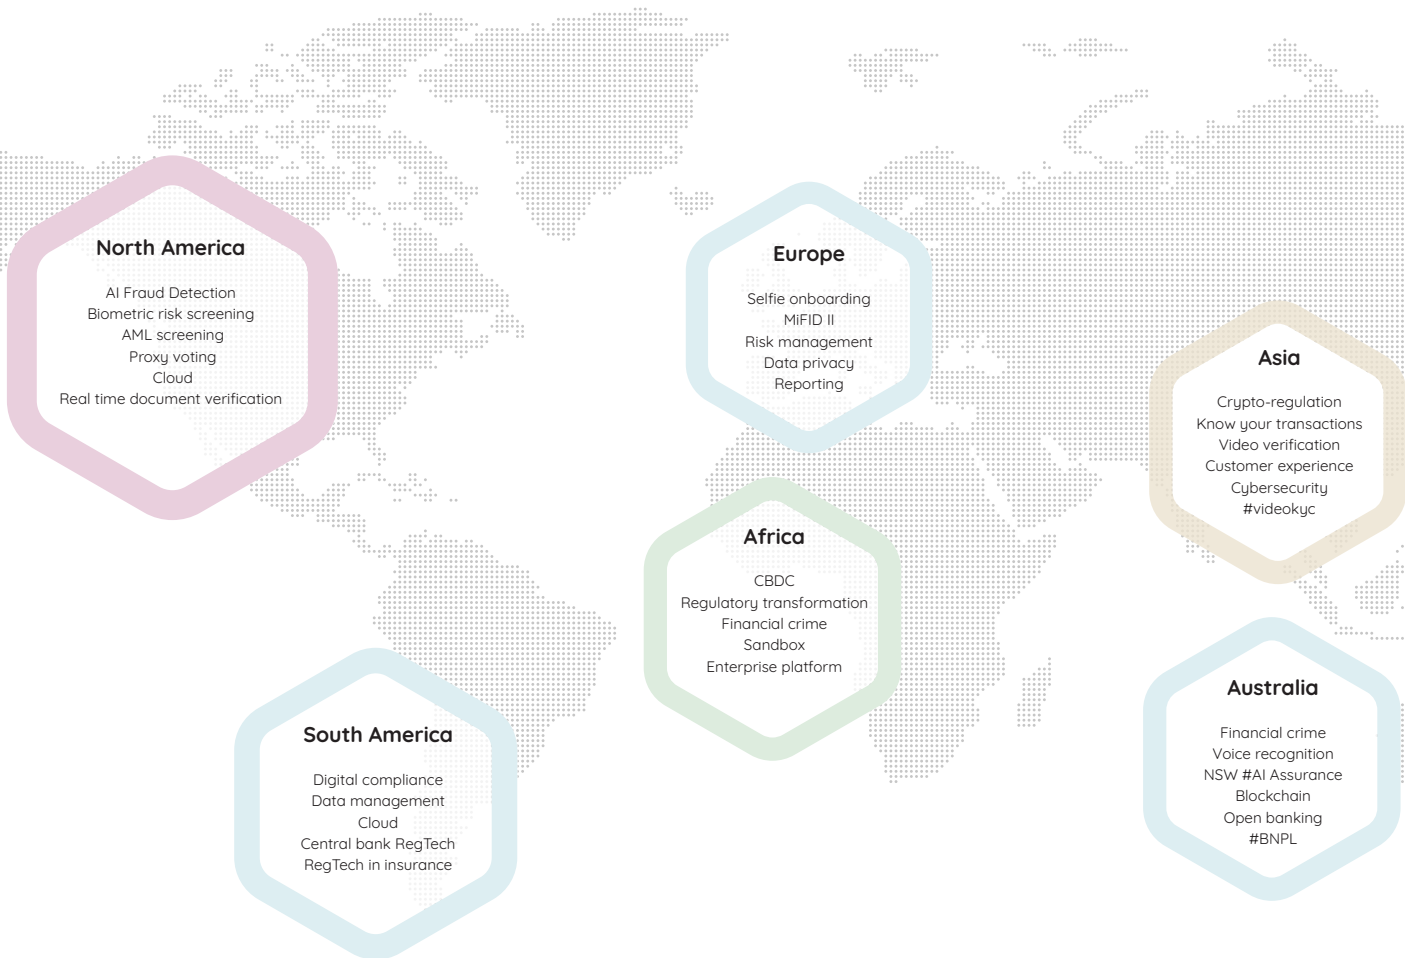 North America
AI Fraud Detection
Biometric risk screening
AML screening
Proxy voting
Cloud
Real time document verification
Europe
Selfie onboarding
MiFID II
Risk management
Data privacy
Reporting
Asia
Crypto-regulation
Know your transactions
Video verification
Customer experience
Cybersecurity
#videokyc
Africa
CBDC
Regulatory transformation
Financial crime
Sandbox
Enterprise platform
South America
Digital compliance
Data management
Cloud
Central bank RegTech
RegTech in insurance
Australia
Financial crime
Voice recognition
NSW #AI Assurance
Blockchain
Open banking
#BNPL